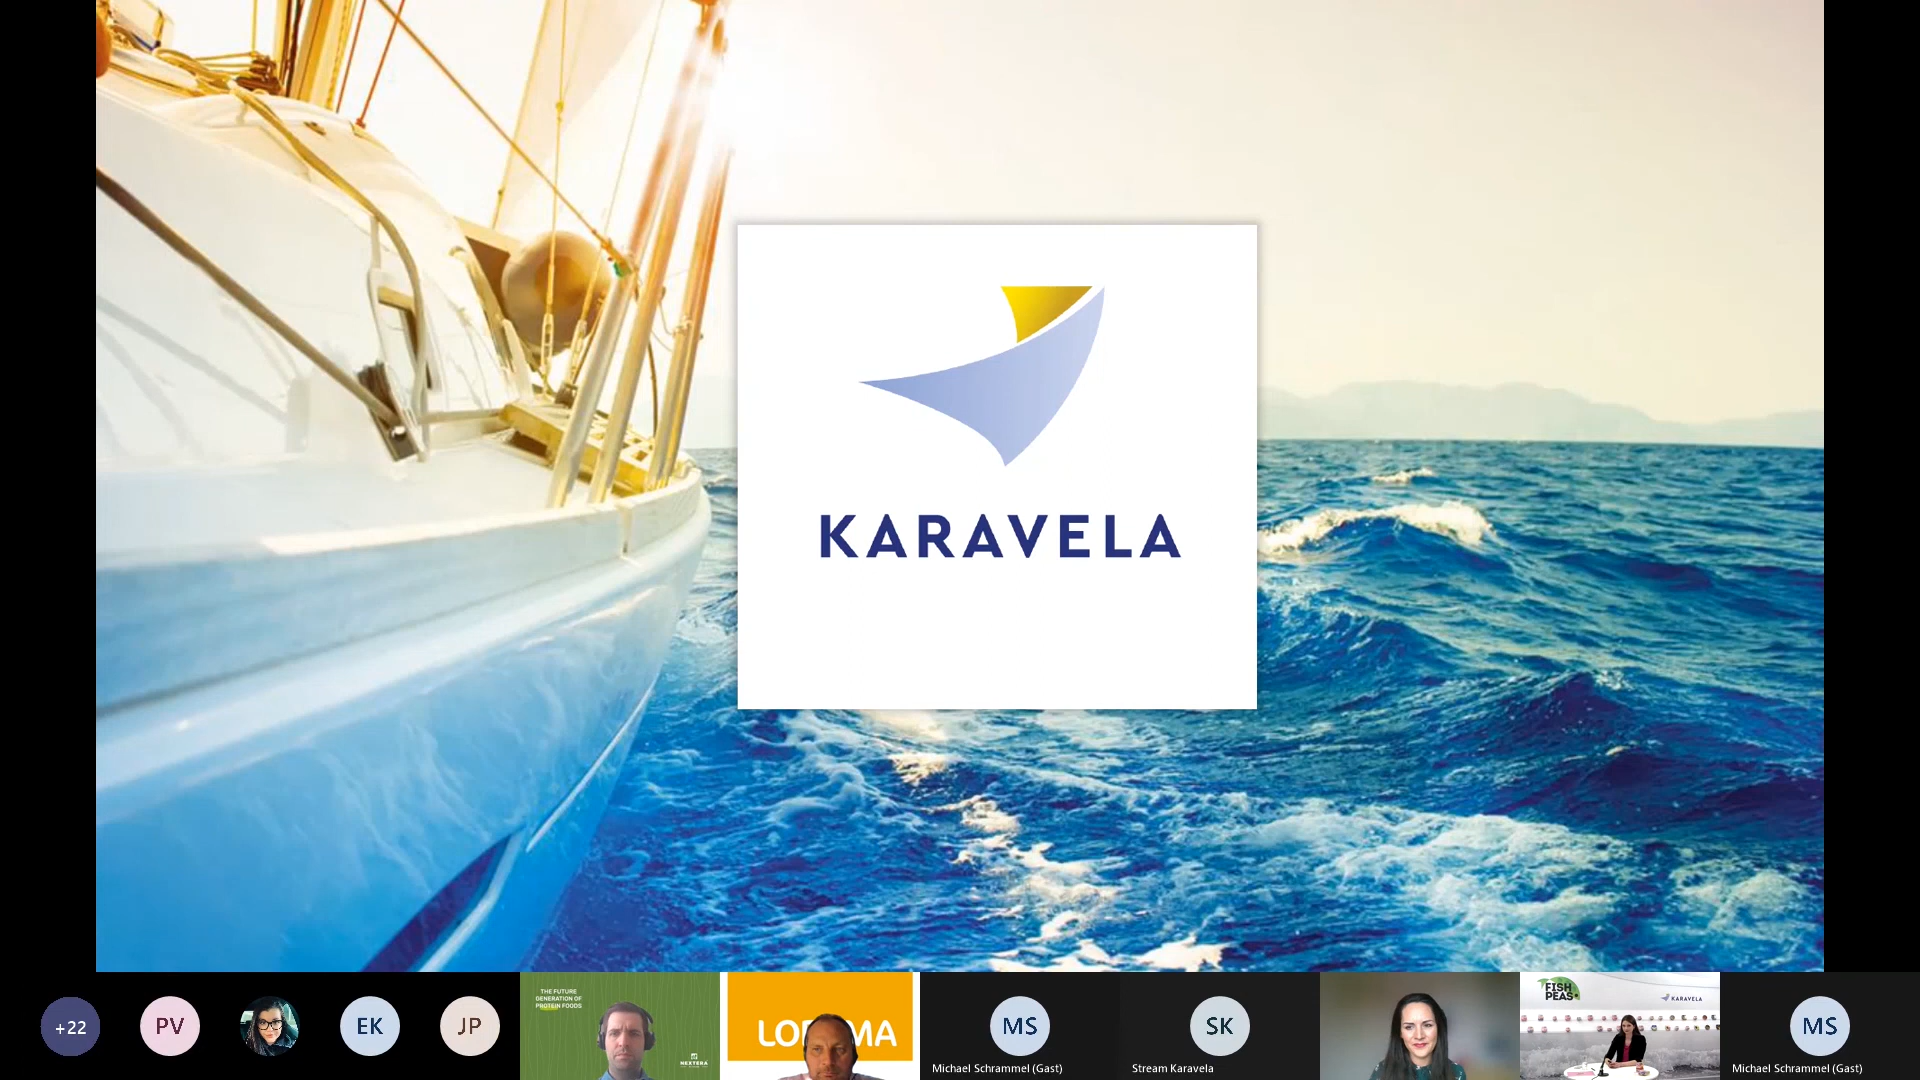 KARAVELA
+22
PV
EK
JP
THE FUTURE
GENERATION OF
PROTEIN FOODS
NEXTERA
MS
Michael Schrammel (Gast)
SK
Stream Karavela
FISH
PEAS
KARAVELA
MS
Michael Schrammel (Gast)